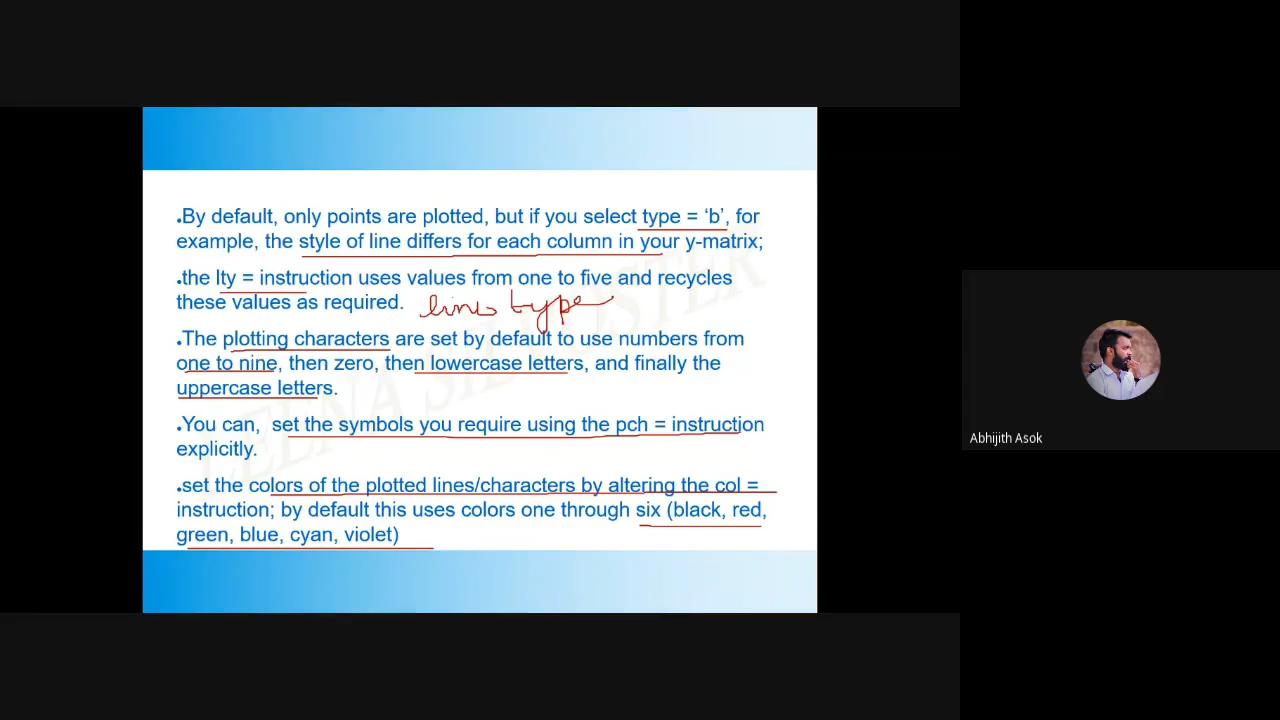 .By default, only points are plotted, but if you select type = ‘b’, for
example, the style of line differs for each column in your y-matrix;
.the lty = instruction uses values from one to five and recycles
these values as required. line type
.The plotting characters are set by default to use numbers from
one to nine, then zero, then lowercase letters, and finally the
uppercase letters.
.You can, set the symbols you require using the pch = instruction
explicitly.
.set the colors of the plotted lines/characters by altering the col =
instruction; by default this uses colors one through six (black, red,
green, blue, cyan, violet)
Abhijith Asok